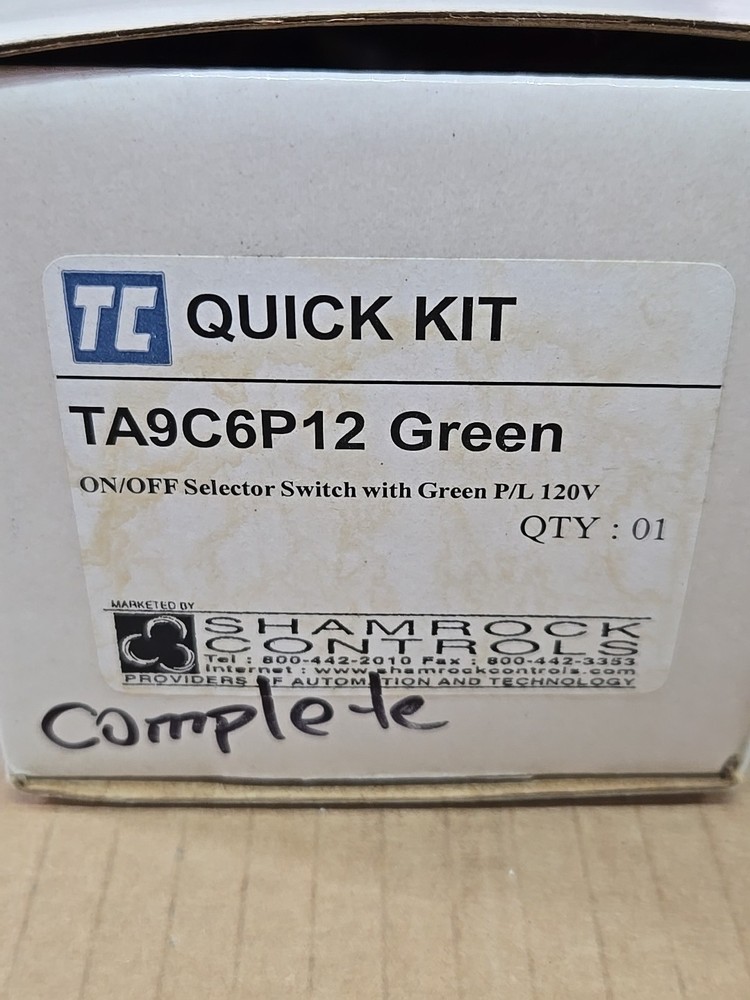 TC QUICK KIT
TA9C6P12 Green
ON/OFF Selector Switch with Green P/L 120V
QTY : 01
MARKETED BY
SHAMROCK
CONTROLS
Tel : 800-442-2010 Fax : 800-442-3353
Internet : www.shamrockcontrols.com
PROVIDERS OF AUTOMATION AND TECHNOLOGY
complete